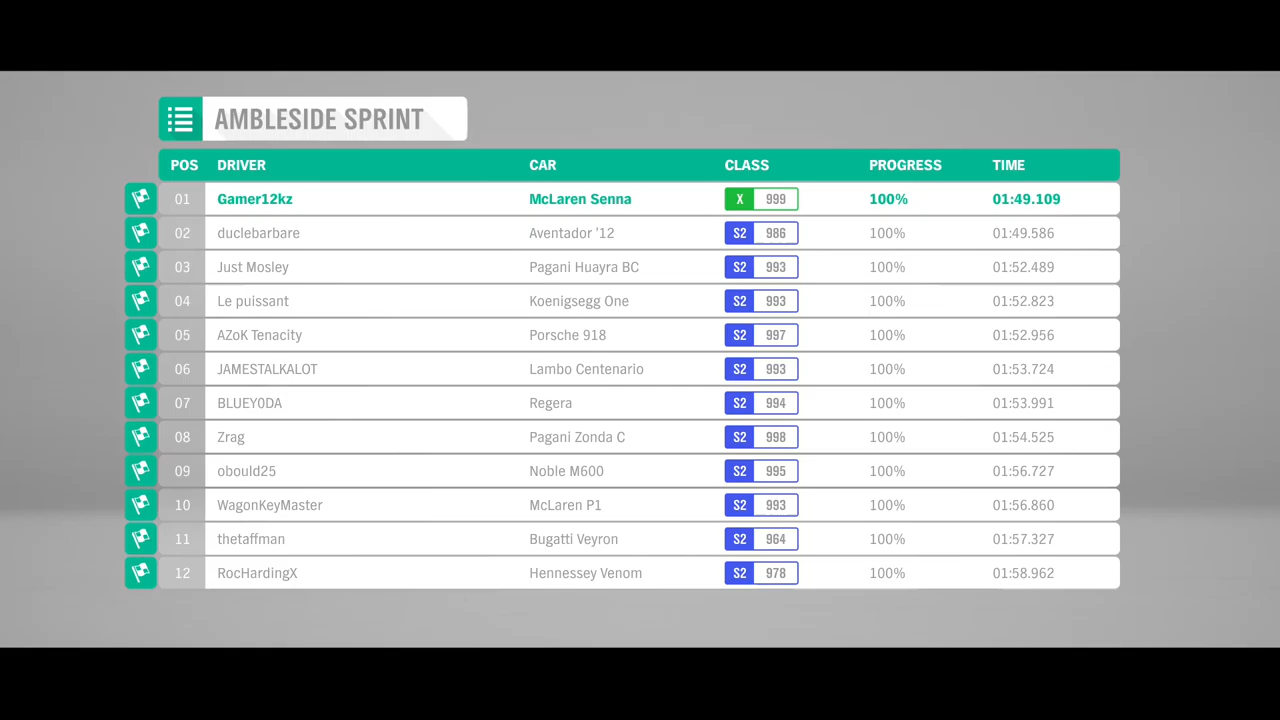 AMBLESIDE SPRINT
POS DRIVER CAR CLASS PROGRESS TIME
01 Gamer12kz McLaren Senna X 999 100% 01:49.109
02 duclebarbare Aventador '12 S2 986 100% 01:49.586
03 Just Mosley Pagani Huayra BC S2 993 100% 01:52.489
04 Le puissant Koenigsegg One S2 993 100% 01:52.823
05 AZoK Tenacity Porsche 918 S2 997 100% 01:52.956
06 JAMESTALKALOT Lambo Centenario S2 993 100% 01:53.724
07 BLUEY0DA Regera S2 994 100% 01:53.991
08 Zrag Pagani Zonda C S2 998 100% 01:54.525
09 obould25 Noble M600 S2 995 100% 01:56.727
10 WagonKeyMaster McLaren P1 S2 993 100% 01:56.860
11 thetaffman Bugatti Veyron S2 964 100% 01:57.327
12 RocHardingX Hennessey Venom S2 978 100% 01:58.962